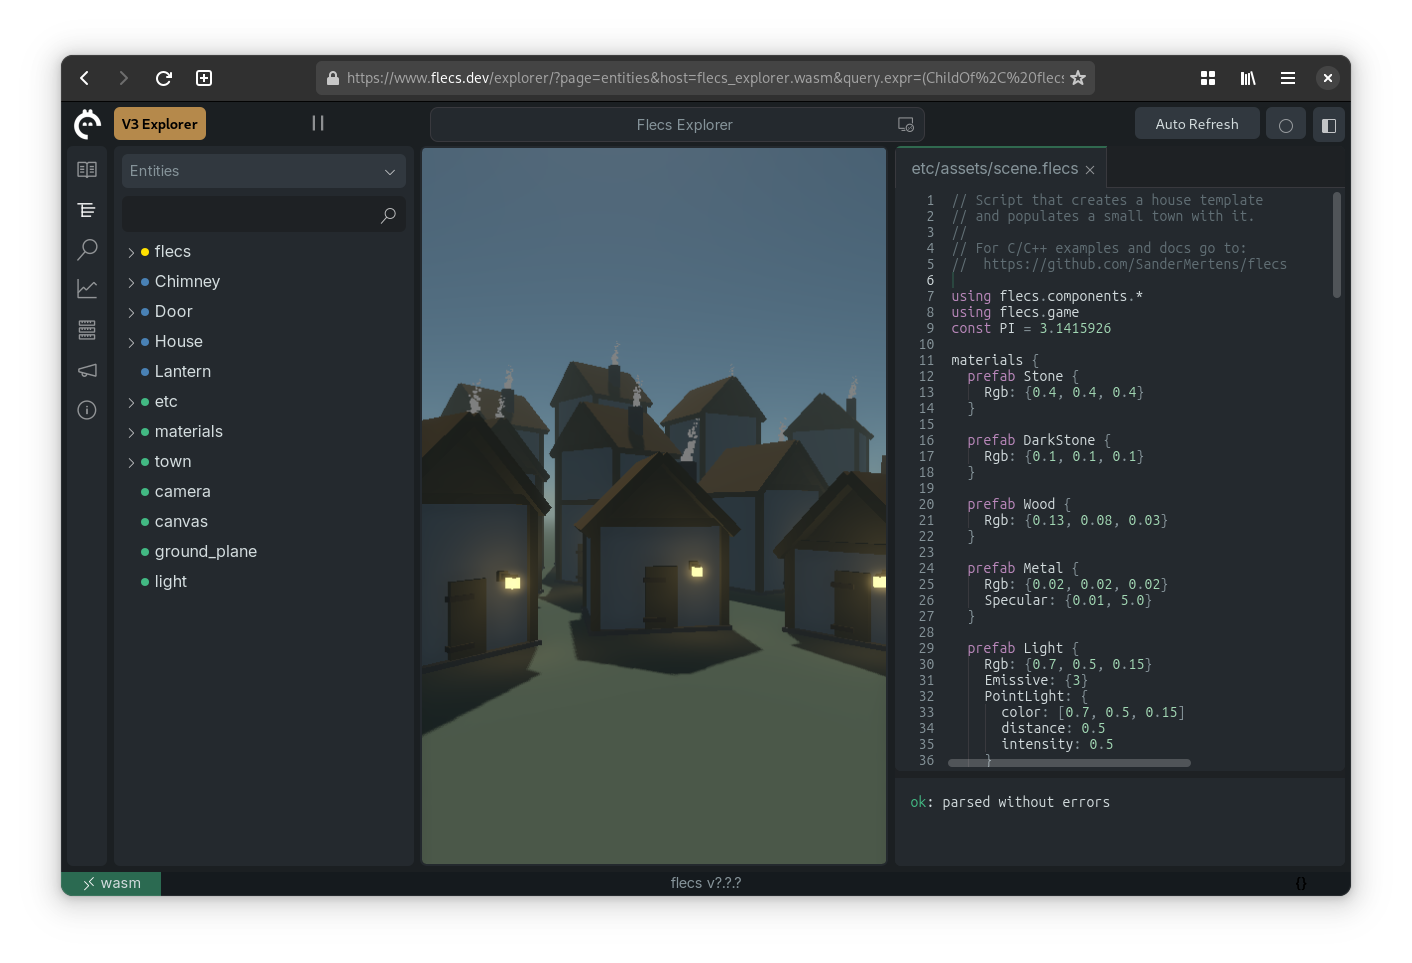 https://www.flecs.dev/explorer/?page=entities&host=flecs_explorer.wasm&query.expr=(ChildOf%2C%20flecs
V3 Explorer
Flecs Explorer
Auto Refresh
Entities
flecs
Chimney
Door
House
Lantern
etc
materials
town
camera
canvas
ground_plane
light
etc/assets/scene.flecs
1 // Script that creates a house template
2 // and populates a small town with it.
3 //
4 // For C/C++ examples and docs go to:
5 //  https://github.com/SanderMertens/flecs
6
7 using flecs.components.*
8 using flecs.game
9 const PI = 3.1415926
10
11 materials {
12   prefab Stone {
13     Rgb: {0.4, 0.4, 0.4}
14   }
15
16   prefab DarkStone {
17     Rgb: {0.1, 0.1, 0.1}
18   }
19
20   prefab Wood {
21     Rgb: {0.13, 0.08, 0.03}
22   }
23
24   prefab Metal {
25     Rgb: {0.02, 0.02, 0.02}
26     Specular: {0.01, 5.0}
27   }
28
29   prefab Light {
30     Rgb: {0.7, 0.5, 0.15}
31     Emissive: {3}
32     PointLight: {
33       color: [0.7, 0.5, 0.15]
34       distance: 0.5
35       intensity: 0.5
36     }
ok: parsed without errors
wasm
flecs v?.?.?
{}